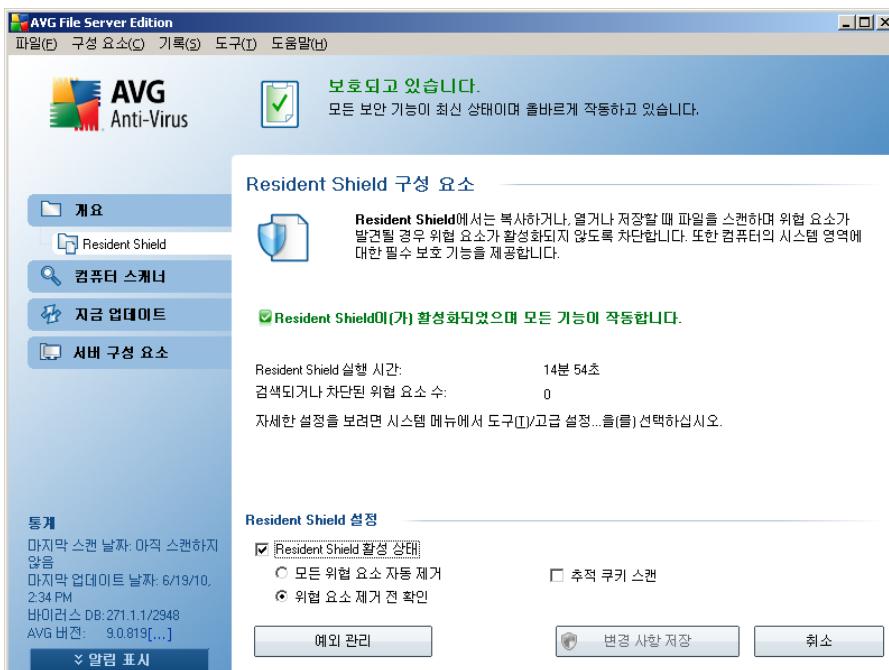 AVG File Server Edition
파일(F) 구성 요소(C) 기록(S) 도구(T) 도움말(H)
AVG
Anti-Virus
보호되고 있습니다.
모든 보안 기능이 최신 상태이며 올바르게 작동하고 있습니다.
개요
Resident Shield
컴퓨터 스캐너
지금 업데이트
서버 구성 요소
Resident Shield 구성 요소
Resident Shield에서는 복사하거나, 열거나 저장할 때 파일을 스캔하며 위협 요소가
발견될 경우 위협 요소가 활성화되지 않도록 차단합니다. 또한 컴퓨터의 시스템 영역에
대한 필수 보호 기능을 제공합니다.
Resident Shield이(가) 활성화되었으며 모든 기능이 작동합니다.
Resident Shield 실행 시간: 14분 54초
검색되거나 차단된 위협 요소 수: 0
자세한 설정을 보려면 시스템 메뉴에서 도구(T)/고급 설정...을(를) 선택하십시오.
Resident Shield 설정
Resident Shield 활성 상태
모든 위협 요소 자동 제거
추적 쿠키 스캔
위협 요소 제거 전 확인
예외 관리
변경 사항 저장
취소
통계
마지막 스캔 날짜: 아직 스캔하지
않음
마지막 업데이트 날짜: 6/19/10,
2:34 PM
바이러스 DB: 271.1.1/2948
AVG 버전: 9.0.819[...]
알림 표시